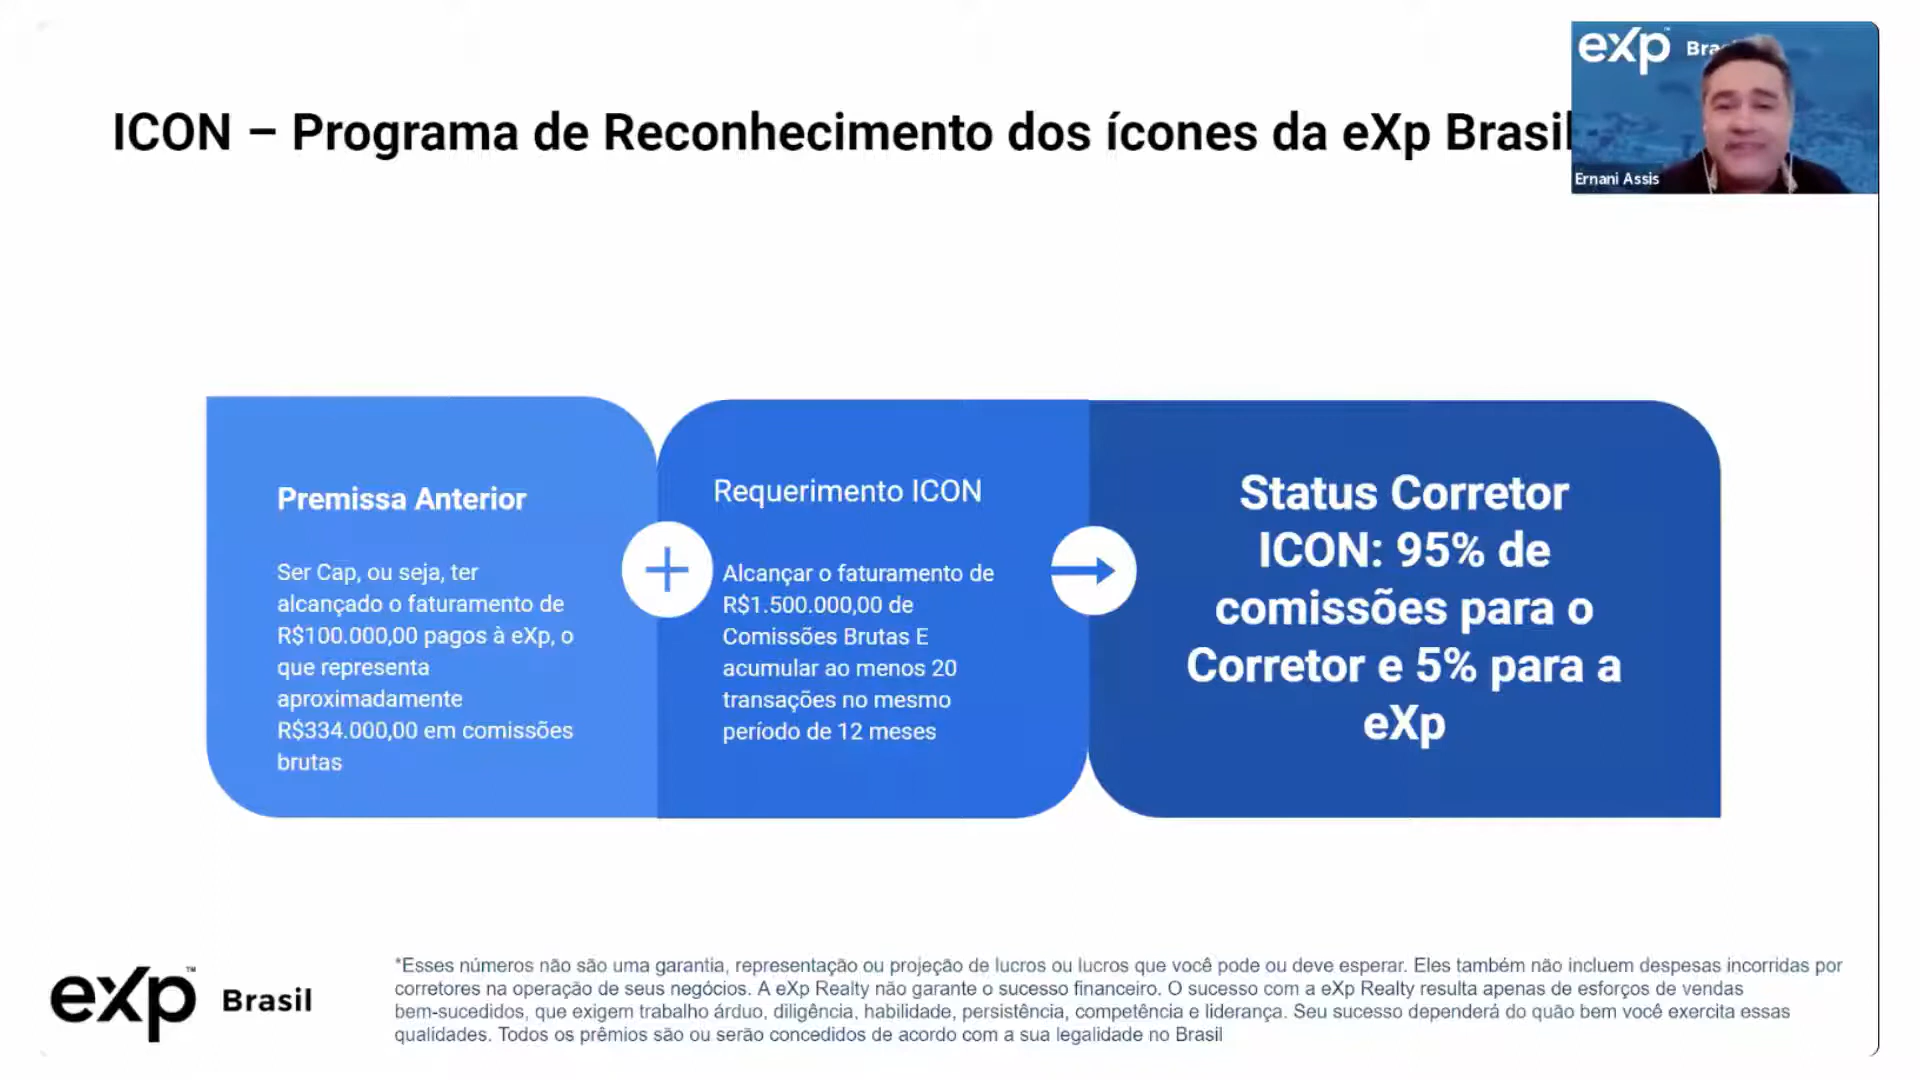 ICON – Programa de Reconhecimento dos ícones da eXp Brasil
eXp
Ernani Assis
Premissa Anterior
Ser Cap, ou seja, ter
alcançado o faturamento de
R$100.000,00 pagos à eXp, o
que representa
aproximadamente
R$334.000,00 em comissões
brutas
Requerimento ICON
Alcançar o faturamento de
R$1.500.000,00 de
Comissões Brutas E
acumular ao menos 20
transações no mesmo
período de 12 meses
Status Corretor
ICON: 95% de
comissões para o
Corretor e 5% para a
eXp
eXp™ Brasil
*Esses números não são uma garantia, representação ou projeção de lucros ou lucros que você pode ou deve esperar. Eles também não incluem despesas incorridas por
corretores na operação de seus negócios. A eXp Realty não garante o sucesso financeiro. O sucesso com a eXp Realty resulta apenas de esforços de vendas
bem-sucedidos, que exigem trabalho árduo, diligência, habilidade, persistência, competência e liderança. Seu sucesso dependerá do quão bem você exercita essas
qualidades. Todos os prêmios são ou serão concedidos de acordo com a sua legalidade no Brasil